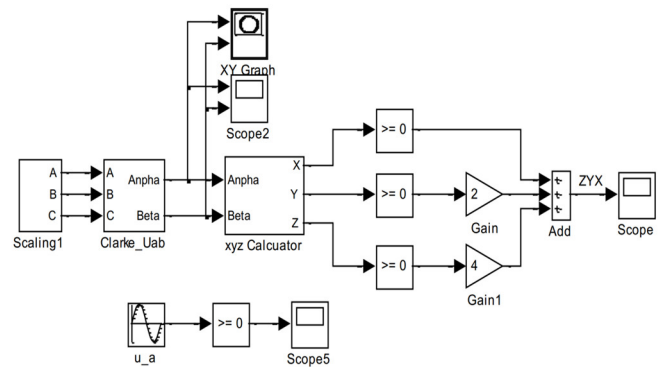 XY Graph
Scope2
A
B
C
Scaling1
A
B
C
Anpha
Beta
Clarke_Uab
Anpha
Beta
X
Y
Z
xyz Calcuator
>= 0
>= 0
>= 0
2
Gain
4
Gain1
Add
ZYX
Scope
u_a
>= 0
Scope5